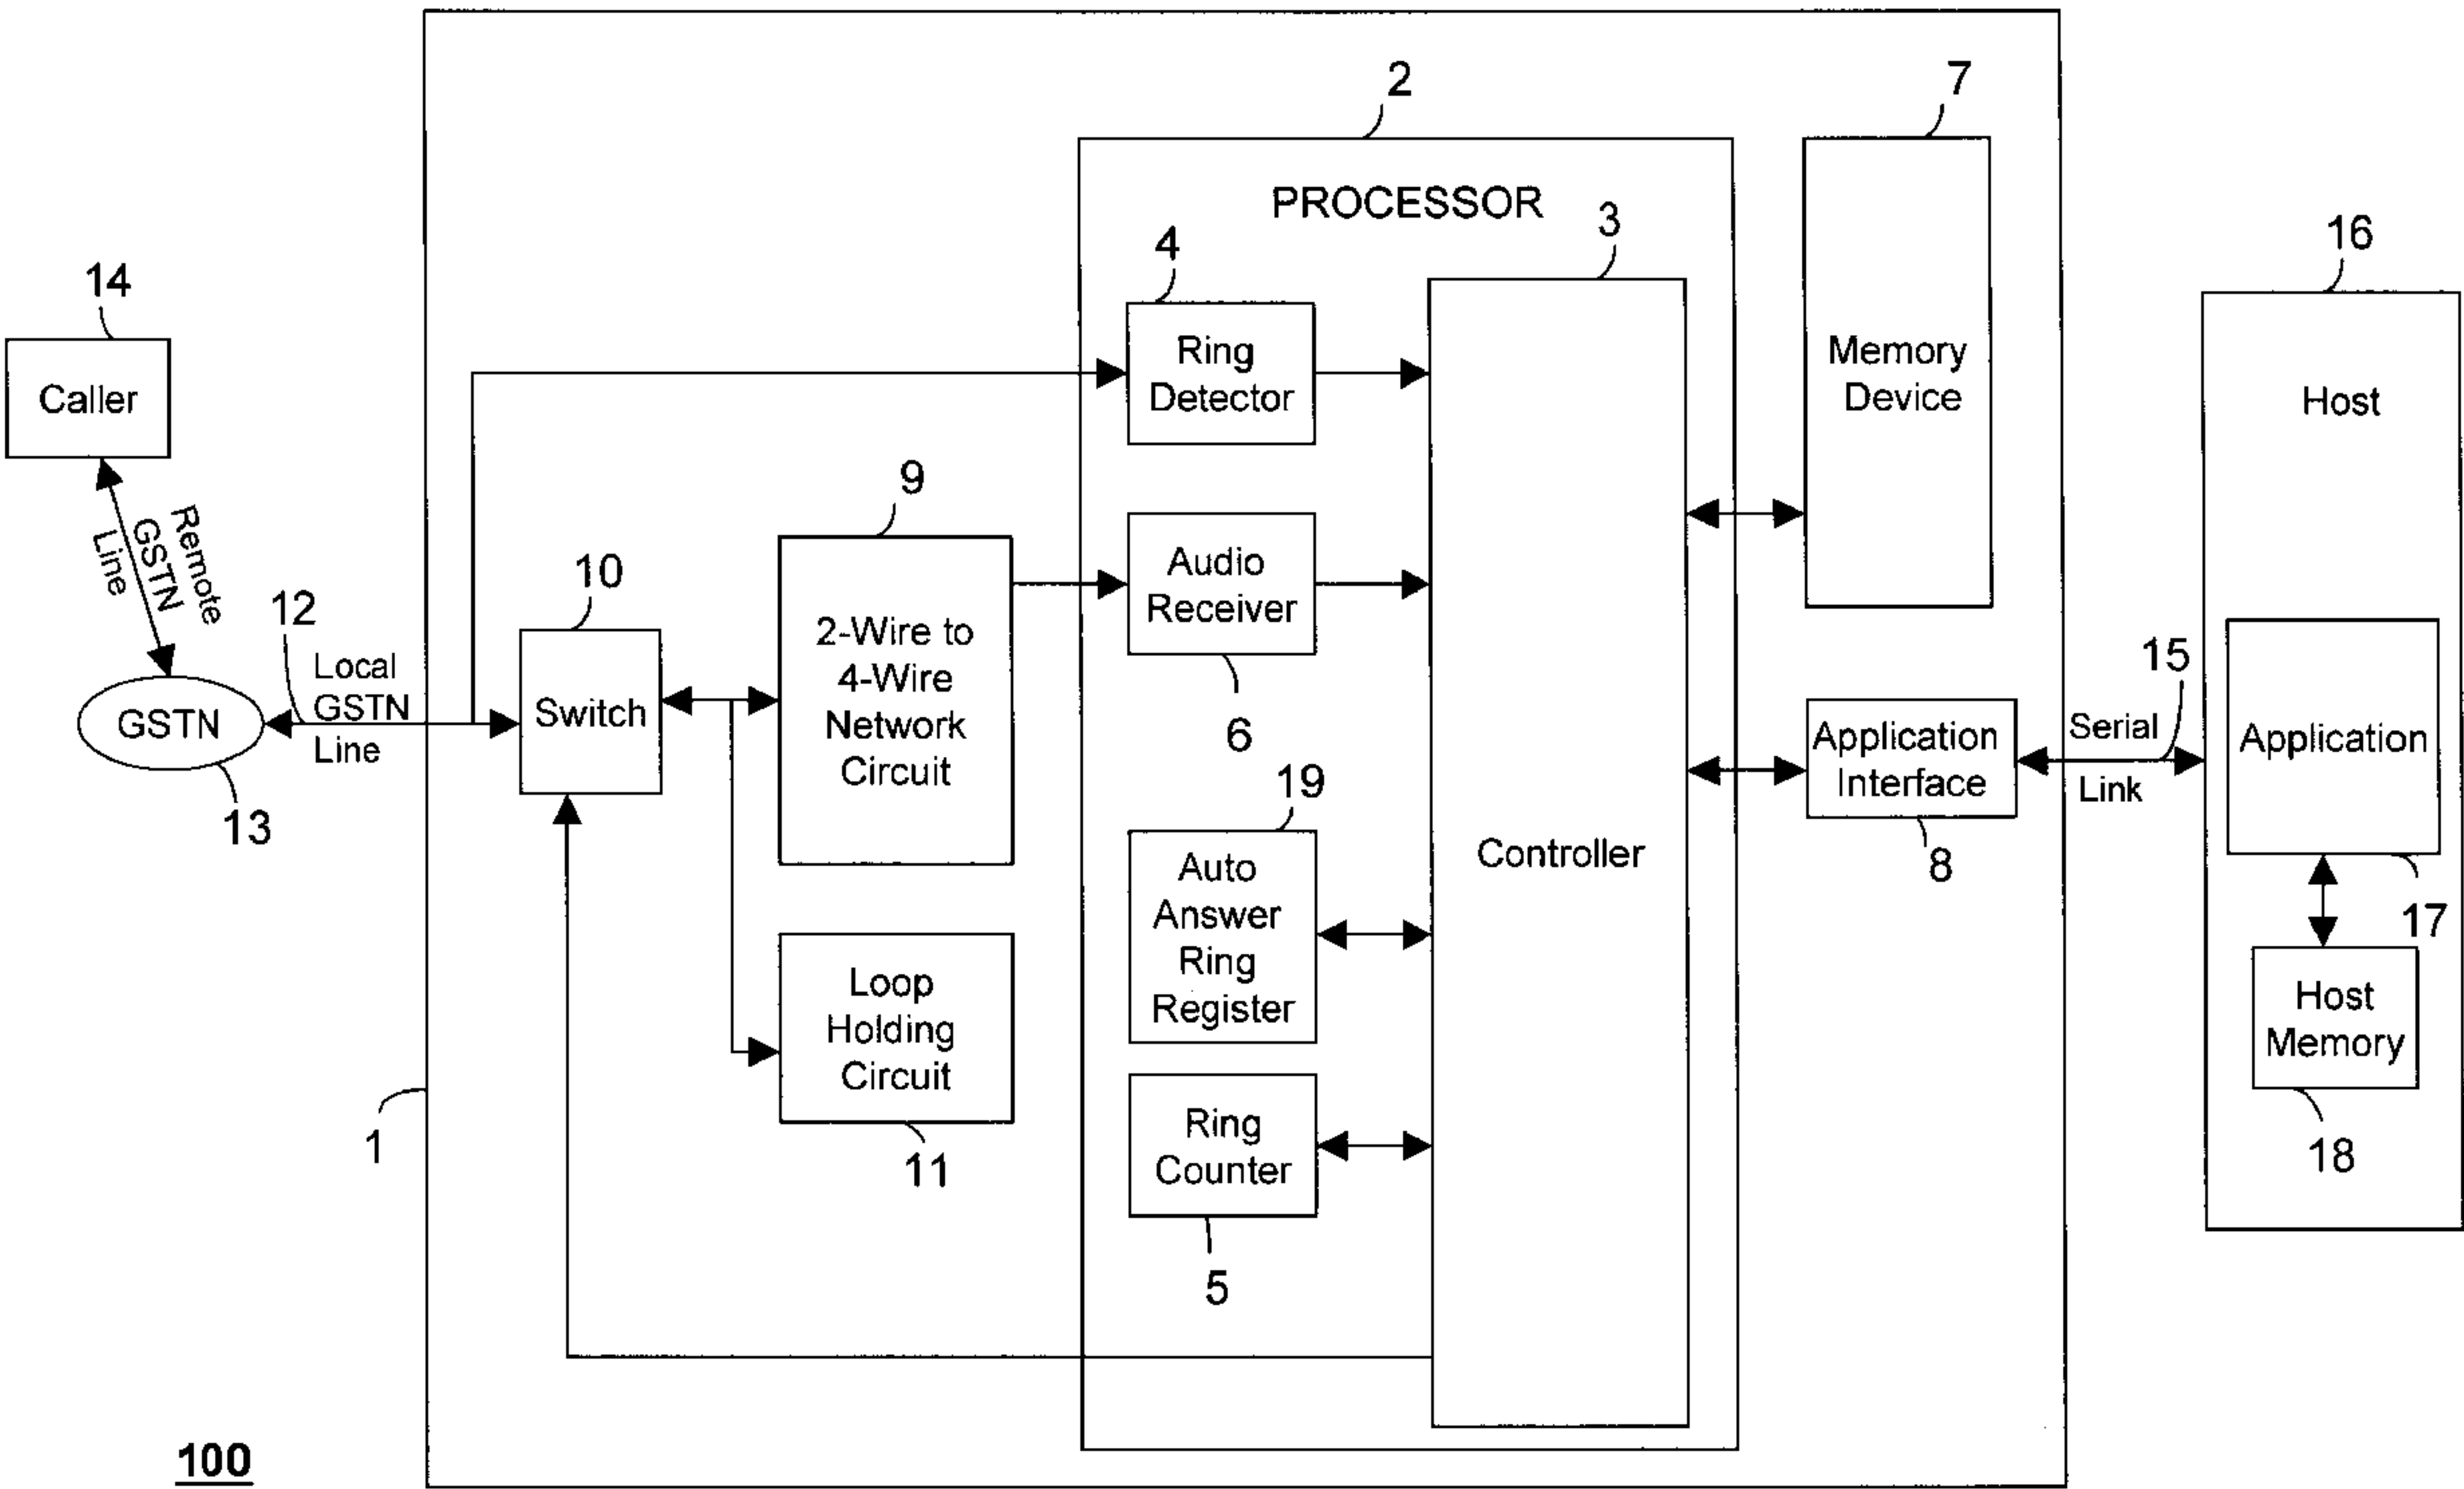 2
7
PROCESSOR
3
4
16
14
Ring
Detector
Memory
Device
Host
Caller
9
Remote
GSTN
Line
10
Audio
Receiver
12
2-Wire to
4-Wire
Network
Circuit
6
15
Local
GSTN
Line
Switch
GSTN
13
Application
Interface
8
Serial
Link
Application
17
19
Auto
Answer
Ring
Register
Controller
Loop
Holding
Circuit
11
Host
Memory
18
1
Ring
Counter
5
100